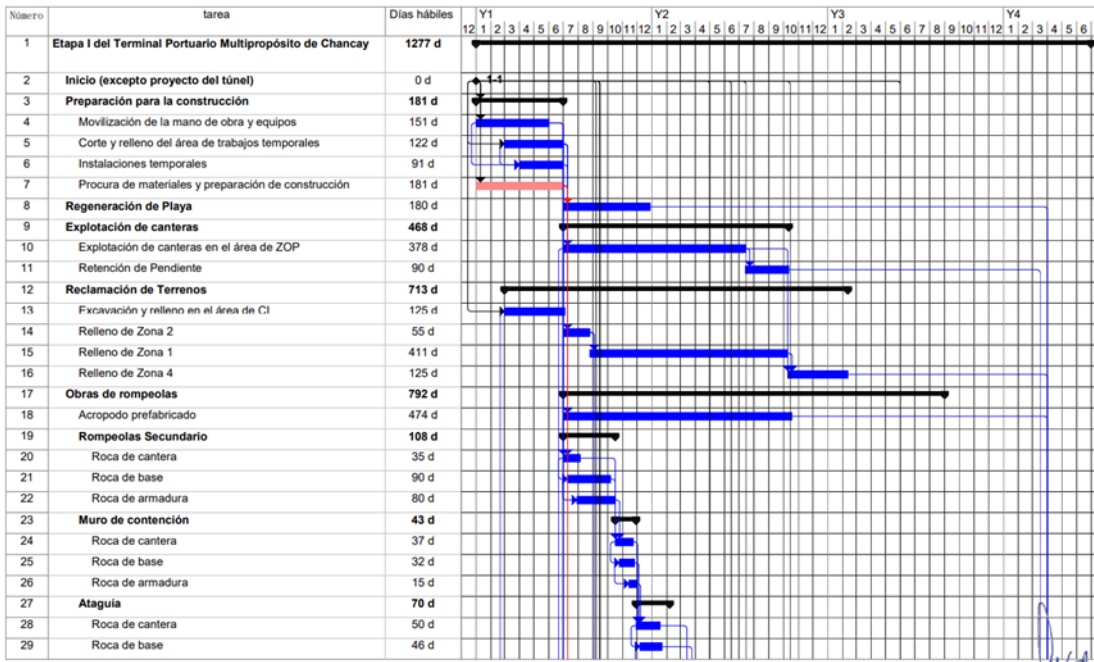 Número tarea Días hábiles Y1 Y2 Y3 Y4
12 1 2 3 4 5 6 7 8 9 10 11 12 1 2 3 4 5 6 7 8 9 10 11 12 1 2 3 4 5 6 7 8 9 10 11 12 1 2 3 4 5 6
1 Etapa I del Terminal Portuario Multipropósito de Chancay 1277 d
2 Inicio (excepto proyecto del túnel) 0 d 1-1
3 Preparación para la construcción 181 d
4 Movilización de la mano de obra y equipos 151 d
5 Corte y relleno del área de trabajos temporales 122 d
6 Instalaciones temporales 91 d
7 Procura de materiales y preparación de construcción 181 d
8 Regeneración de Playa 180 d
9 Explotación de canteras 468 d
10 Explotación de canteras en el área de ZOP 378 d
11 Retención de Pendiente 90 d
12 Reclamación de Terrenos 713 d
13 Excavación y relleno en el área de CI 125 d
14 Relleno de Zona 2 55 d
15 Relleno de Zona 1 411 d
16 Relleno de Zona 4 125 d
17 Obras de rompeolas 792 d
18 Acropodo prefabricado 474 d
19 Rompeolas Secundario 108 d
20 Roca de cantera 35 d
21 Roca de base 90 d
22 Roca de armadura 80 d
23 Muro de contención 43 d
24 Roca de cantera 37 d
25 Roca de base 32 d
26 Roca de armadura 15 d
27 Ataguía 70 d
28 Roca de cantera 50 d
29 Roca de base 46 d